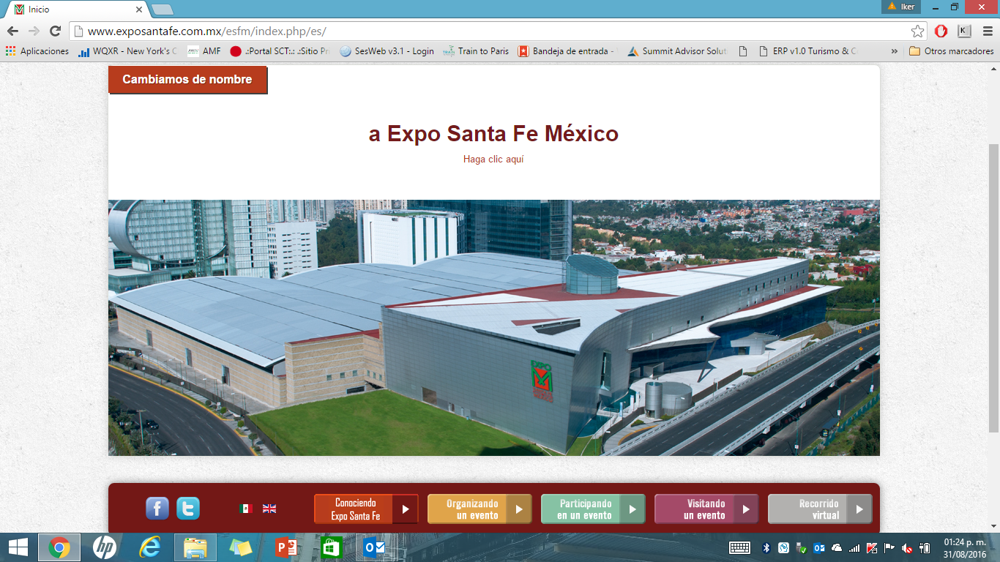 Inicio
Iker
www.exposantafe.com.mx/esfm/index.php/es/
K
Aplicaciones
WQXR - New York's C
AMF
.:Portal SCT:.: .:Sitio Pri
SesWeb v3.1 - Login
Train to Paris
Bandeja de entrada -
Summit Advisor Solut
ERP v1.0 Turismo & C
»
Otros marcadores
Cambiamos de nombre
a Expo Santa Fe México
Haga clic aquí
EXPO
Conociendo
Expo Santa Fe
Organizando
un evento
Participando
en un evento
Visitando
un evento
Recorrido
virtual
01:24 p. m.
31/08/2016